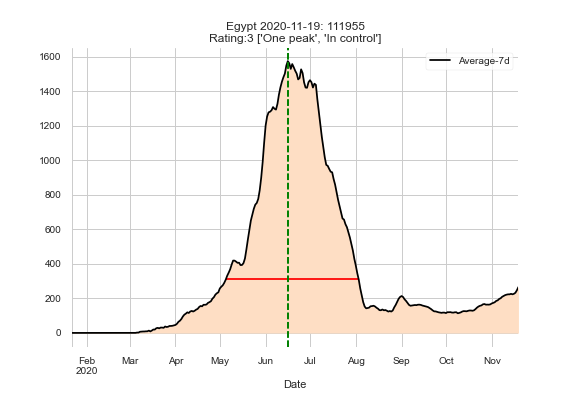 Egypt 2020-11-19: 111955
Rating:3 ['One peak', 'In control']
Average-7d
1600
1400
1200
1000
800
600
400
200
0
Feb Mar Apr May Jun Jul Aug Sep Oct Nov
2020
Date